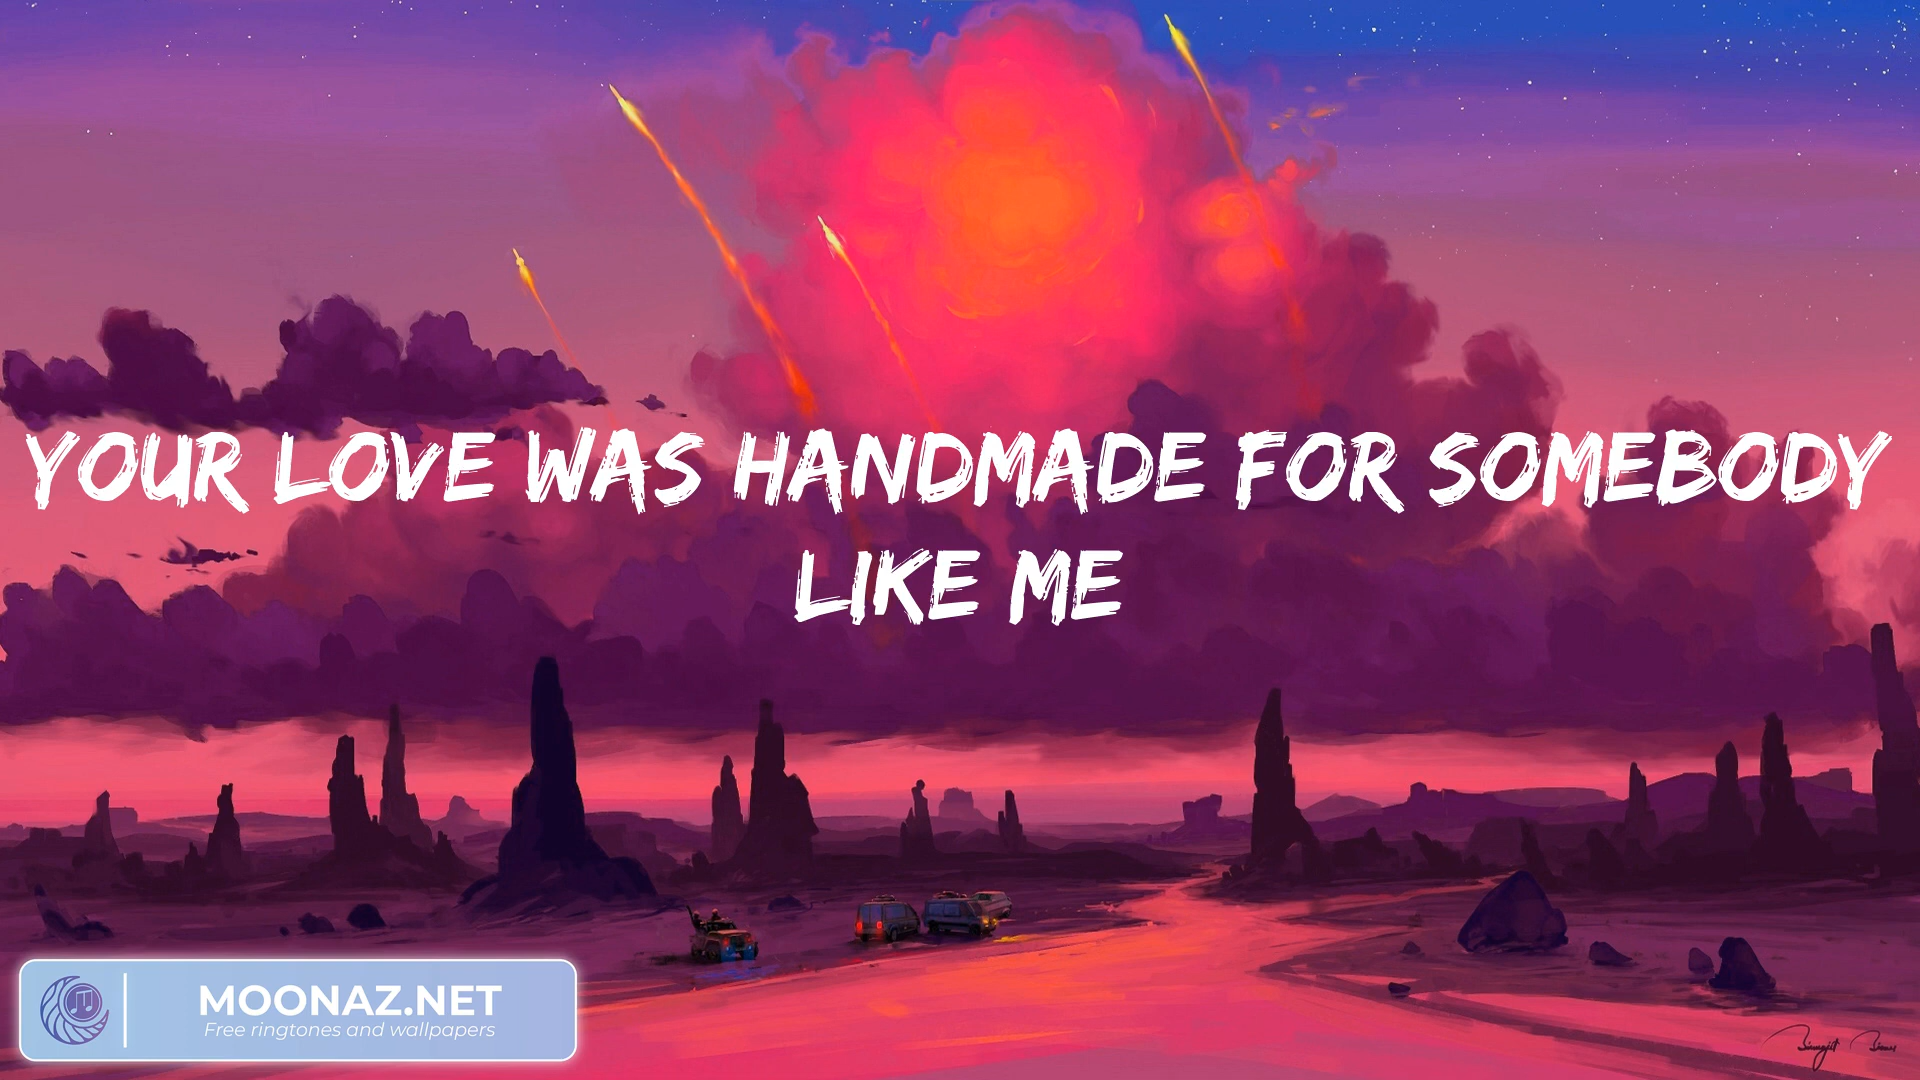 YOUR LOVE WAS HANDMADE FOR SOMEBODY
LIKE ME
MOONAZ.NET
Free ringtones and wallpapers